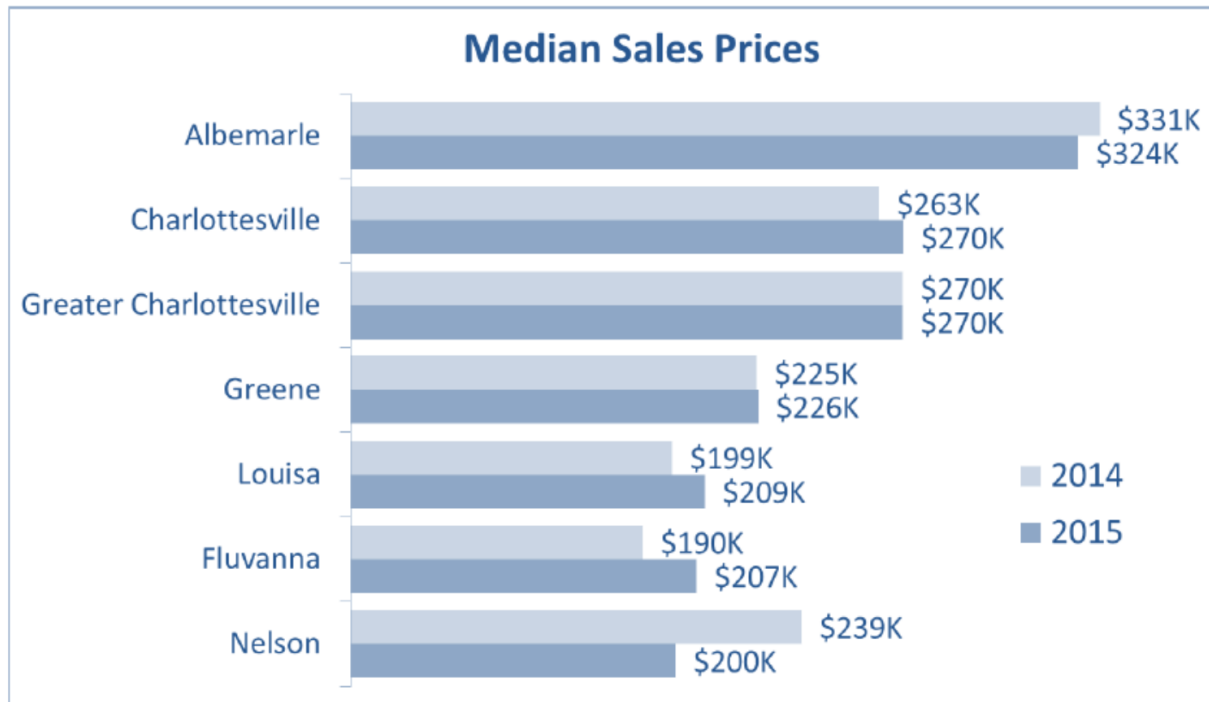 Median Sales Prices
Albemarle
$331K
$324K
Charlottesville
$263K
$270K
Greater Charlottesville
$270K
$270K
Greene
$225K
$226K
Louisa
$199K
$209K
Fluvanna
$190K
$207K
Nelson
$239K
$200K
2014
2015